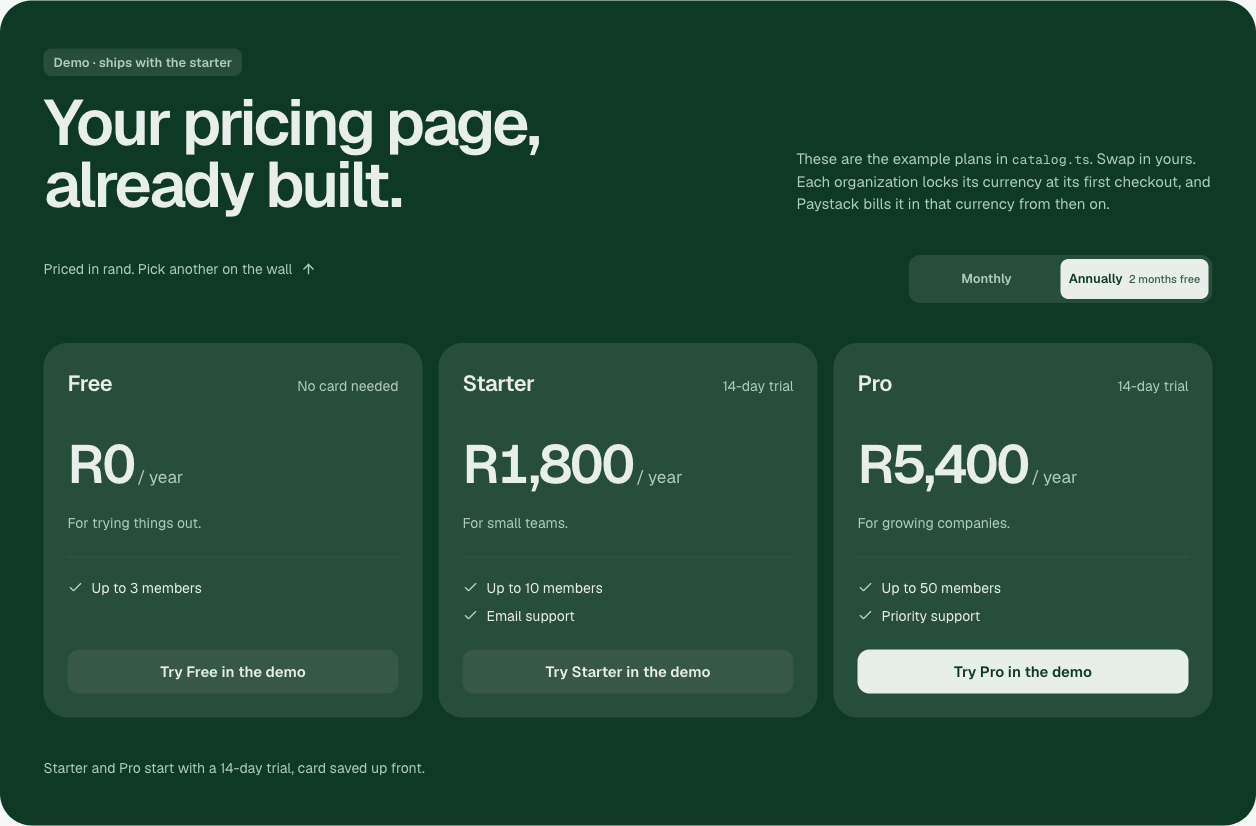 Demo · ships with the starter
Your pricing page,
already built.
These are the example plans in catalog.ts. Swap in yours.
Each organization locks its currency at its first checkout, and
Paystack bills it in that currency from then on.
Priced in rand. Pick another on the wall ↑
Monthly
Annually 2 months free
Free
No card needed
R0 / year
For trying things out.
Up to 3 members
Try Free in the demo
Starter
14-day trial
R1,800 / year
For small teams.
Up to 10 members
Email support
Try Starter in the demo
Pro
14-day trial
R5,400 / year
For growing companies.
Up to 50 members
Priority support
Try Pro in the demo
Starter and Pro start with a 14-day trial, card saved up front.